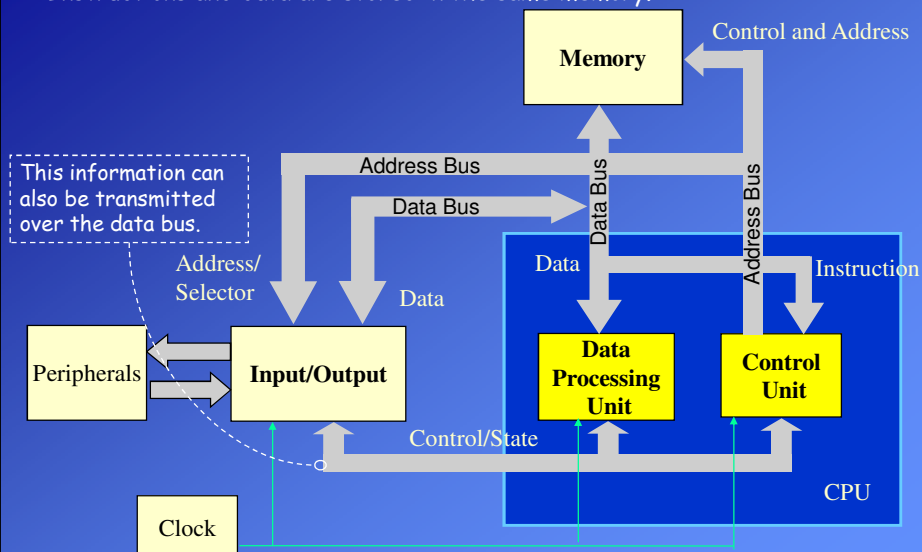 Memory
Control and Address
Address Bus
This information can
also be transmitted
over the data bus.
Data Bus
Data Bus
Address Bus
Address/
Selector
Data
Data
Instruction
Peripherals
Input/Output
Data
Processing
Unit
Control
Unit
Control/State
CPU
Clock